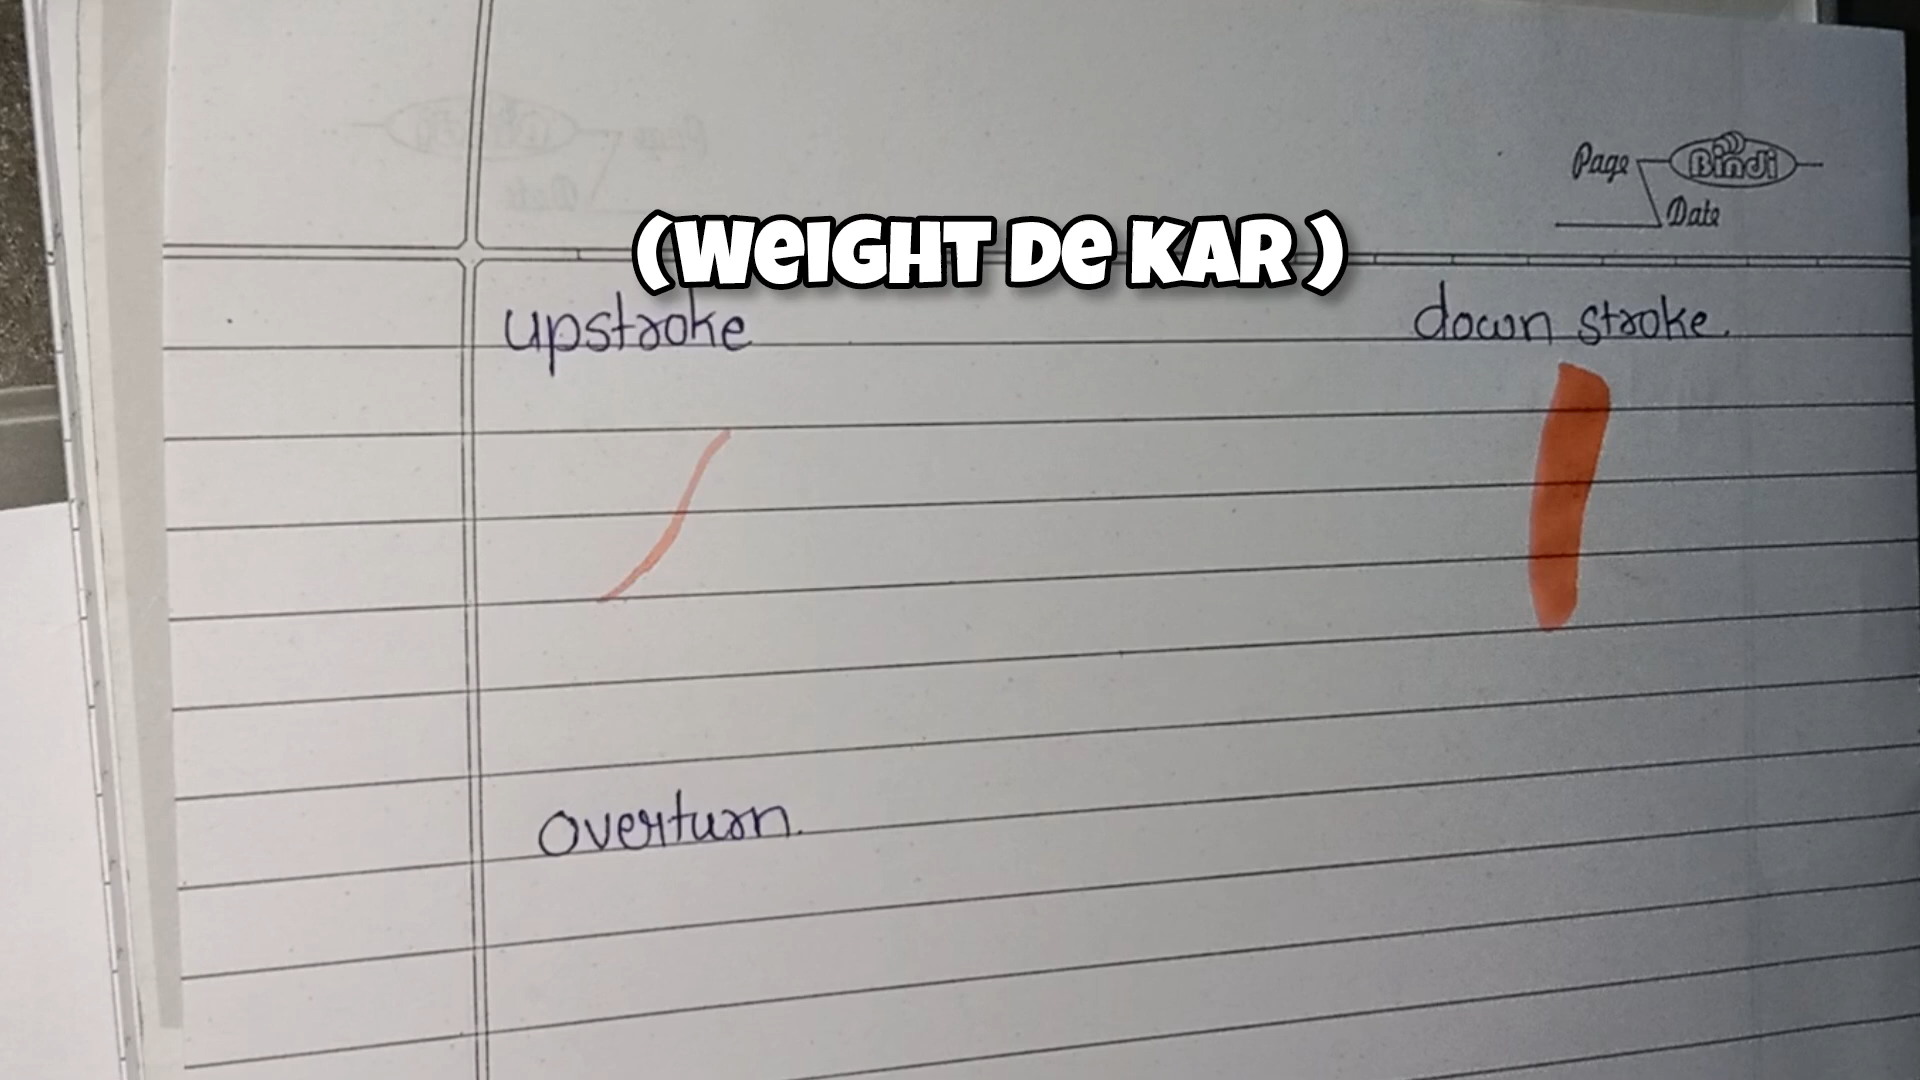 Page Bindi
Date
(WeIGHT De KAR)
upstroke
down stroke.
overturn.